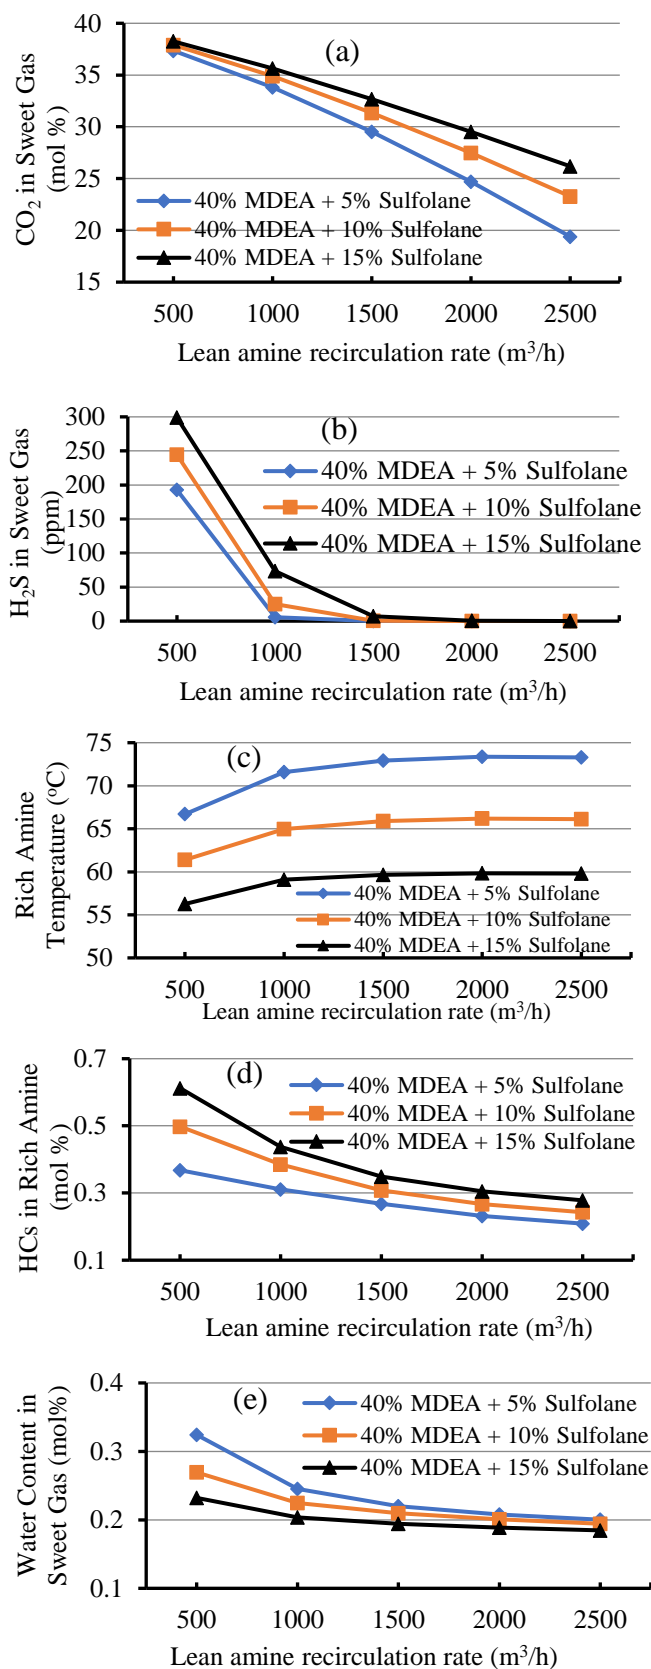 40
35
30
25
20
15
CO₂ in Sweet Gas
(mol %)
(a)
40% MDEA + 5% Sulfolane
40% MDEA + 10% Sulfolane
40% MDEA + 15% Sulfolane
500 1000 1500 2000 2500
Lean amine recirculation rate (m³/h)
300
250
200
150
100
50
0
H₂S in Sweet Gas
(ppm)
(b)
40% MDEA + 5% Sulfolane
40% MDEA + 10% Sulfolane
40% MDEA + 15% Sulfolane
500 1000 1500 2000 2500
Lean amine recirculation rate (m³/h)
75
70
65
60
55
50
Rich Amine
Temperature (°C)
(c)
40% MDEA + 5% Sulfolane
40% MDEA + 10% Sulfolane
40% MDEA + 15% Sulfolane
500 1000 1500 2000 2500
Lean amine recirculation rate (m³/h)
0.7
0.5
0.3
0.1
HCs in Rich Amine
(mol %)
(d)
40% MDEA + 5% Sulfolane
40% MDEA + 10% Sulfolane
40% MDEA + 15% Sulfolane
500 1000 1500 2000 2500
Lean amine recirculation rate (m³/h)
0.4
0.3
0.2
0.1
Water Content in
Sweet Gas (mol%)
(e)
40% MDEA + 5% Sulfolane
40% MDEA + 10% Sulfolane
40% MDEA + 15% Sulfolane
500 1000 1500 2000 2500
Lean amine recirculation rate (m³/h)